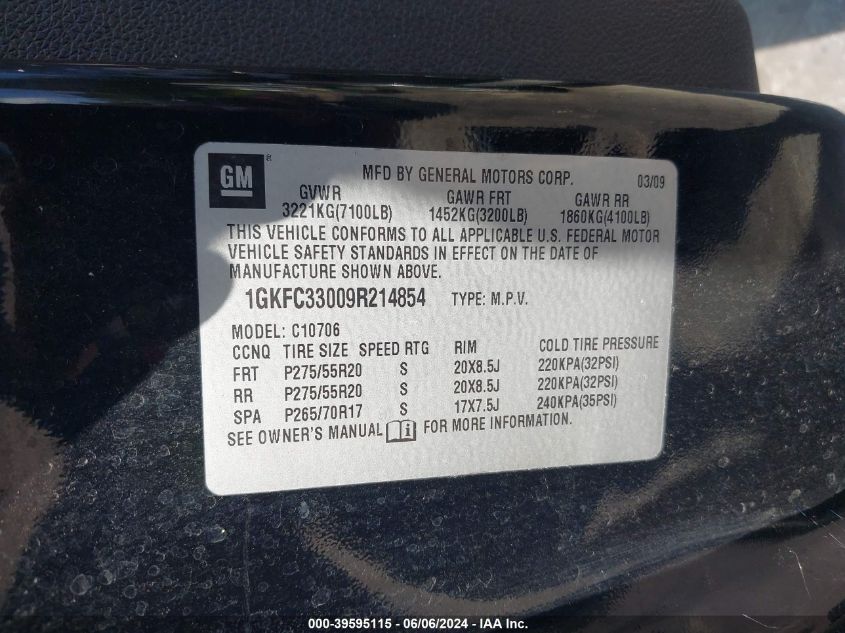 GM ®
MFD BY GENERAL MOTORS CORP. 03/09
GVWR GAWR FRT GAWR RR
3221KG(7100LB) 1452KG(3200LB) 1860KG(4100LB)
THIS VEHICLE CONFORMS TO ALL APPLICABLE U.S. FEDERAL MOTOR
VEHICLE SAFETY STANDARDS IN EFFECT ON THE DATE OF
MANUFACTURE SHOWN ABOVE.
1GKFC33009R214854 TYPE: M.P.V.
MODEL: C10706
CCNQ TIRE SIZE SPEED RTG RIM COLD TIRE PRESSURE
FRT P275/55R20 S 20X8.5J 220KPA(32PSI)
RR P275/55R20 S 20X8.5J 220KPA(32PSI)
SPA P265/70R17 S 17X7.5J 240KPA(35PSI)
SEE OWNER'S MANUAL i FOR MORE INFORMATION.
000-39595115 - 06/06/2024 - IAAI.COM